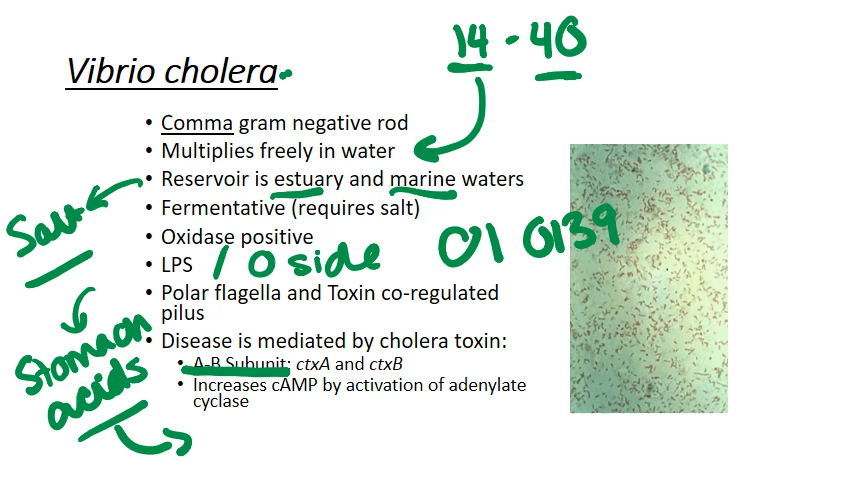 14 - 40
Vibrio cholera.
• Comma gram negative rod
• Multiplies freely in water
• Reservoir is estuary and marine waters
• Fermentative (requires salt)
Salt
• Oxidase positive
• LPS / O side O1 O139
• Polar flagella and Toxin co-regulated
pilus
• Disease is mediated by cholera toxin:
Stomach
acids
• A-B Subunit: ctxA and ctxB
• Increases cAMP by activation of adenylate
cyclase